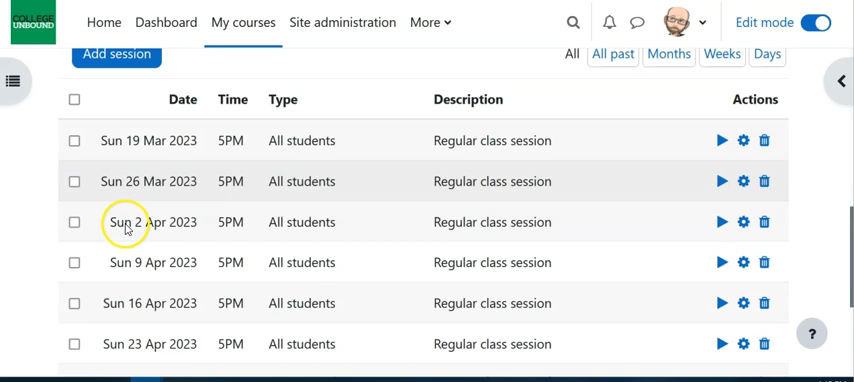 COLLEGE UNBOUND Home Dashboard My courses Site administration More Edit mode
Add session All All past Months Weeks Days
Date Time Type Description Actions
Sun 19 Mar 2023 5PM All students Regular class session
Sun 26 Mar 2023 5PM All students Regular class session
Sun 2 Apr 2023 5PM All students Regular class session
Sun 9 Apr 2023 5PM All students Regular class session
Sun 16 Apr 2023 5PM All students Regular class session
Sun 23 Apr 2023 5PM All students Regular class session
?